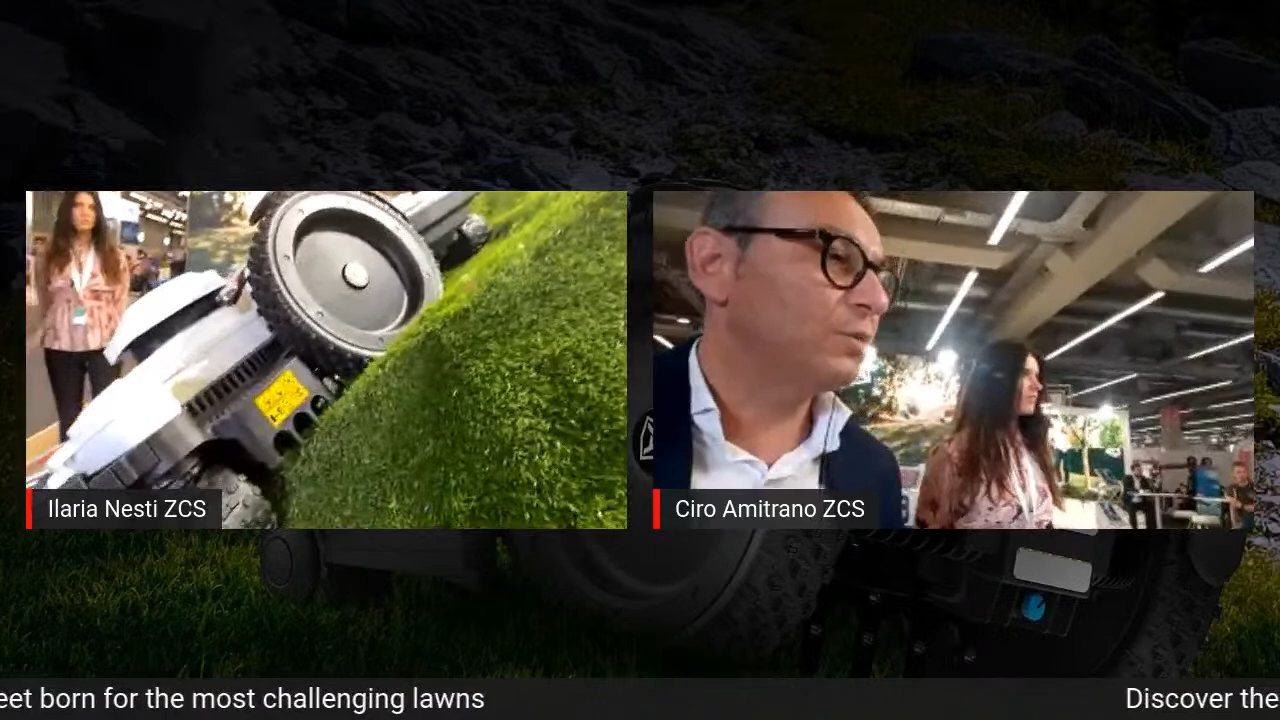 Ilaria Nesti ZCS
Ciro Amitrano ZCS
eet born for the most challenging lawns
Discover the